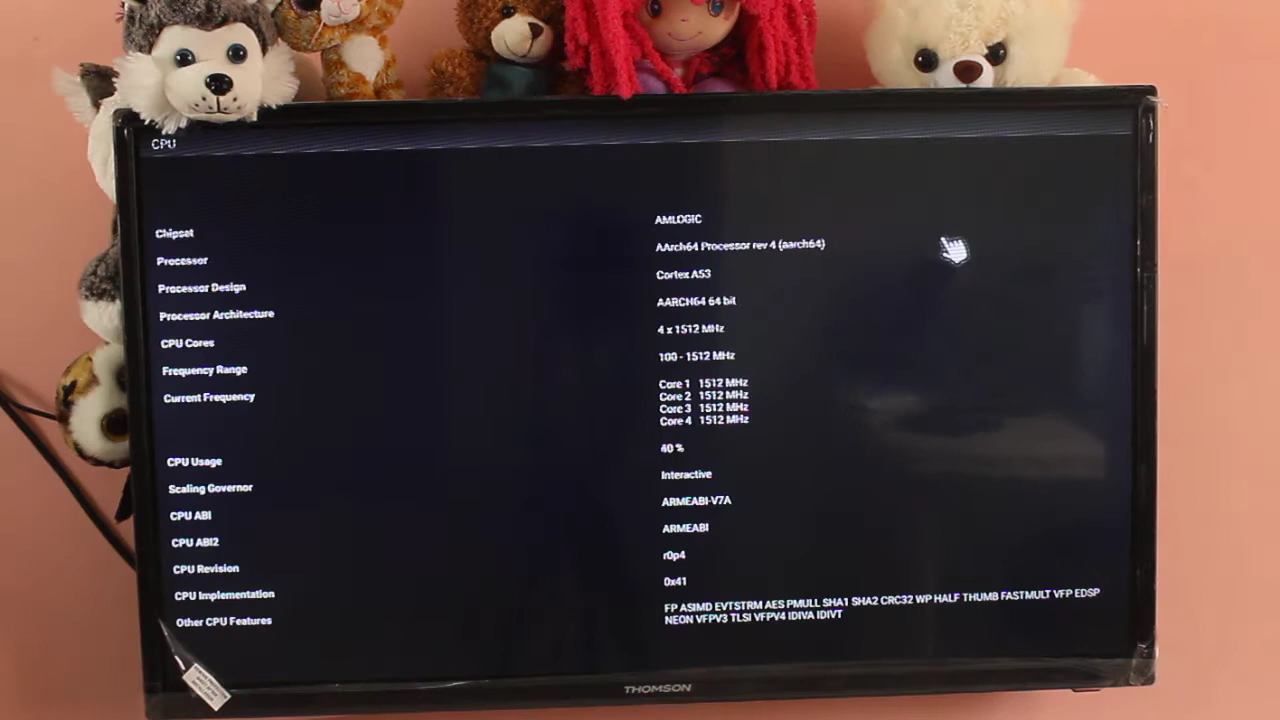 CPU
Chipset
AMLOGIC
Processor
AArch64 Processor rev 4 (aarch64)
Processor Design
Cortex A53
Processor Architecture
AARCH64 64 bit
CPU Cores
4 x 1512 MHz
Frequency Range
100 - 1512 MHz
Current Frequency
Core 1 1512 MHz
Core 2 1512 MHz
Core 3 1512 MHz
Core 4 1512 MHz
CPU Usage
40 %
Scaling Governor
Interactive
CPU ABI
ARMEABI-V7A
CPU ABI2
ARMEABI
CPU Revision
r0p4
CPU Implementation
0x41
Other CPU Features
FP ASIMD EVTSTRM AES PMULL SHA1 SHA2 CRC32 WP HALF THUMB FASTMULT VFP EDSP
NEON VFPV3 TLSI VFPV4 IDIVA IDIVT
THOMSON